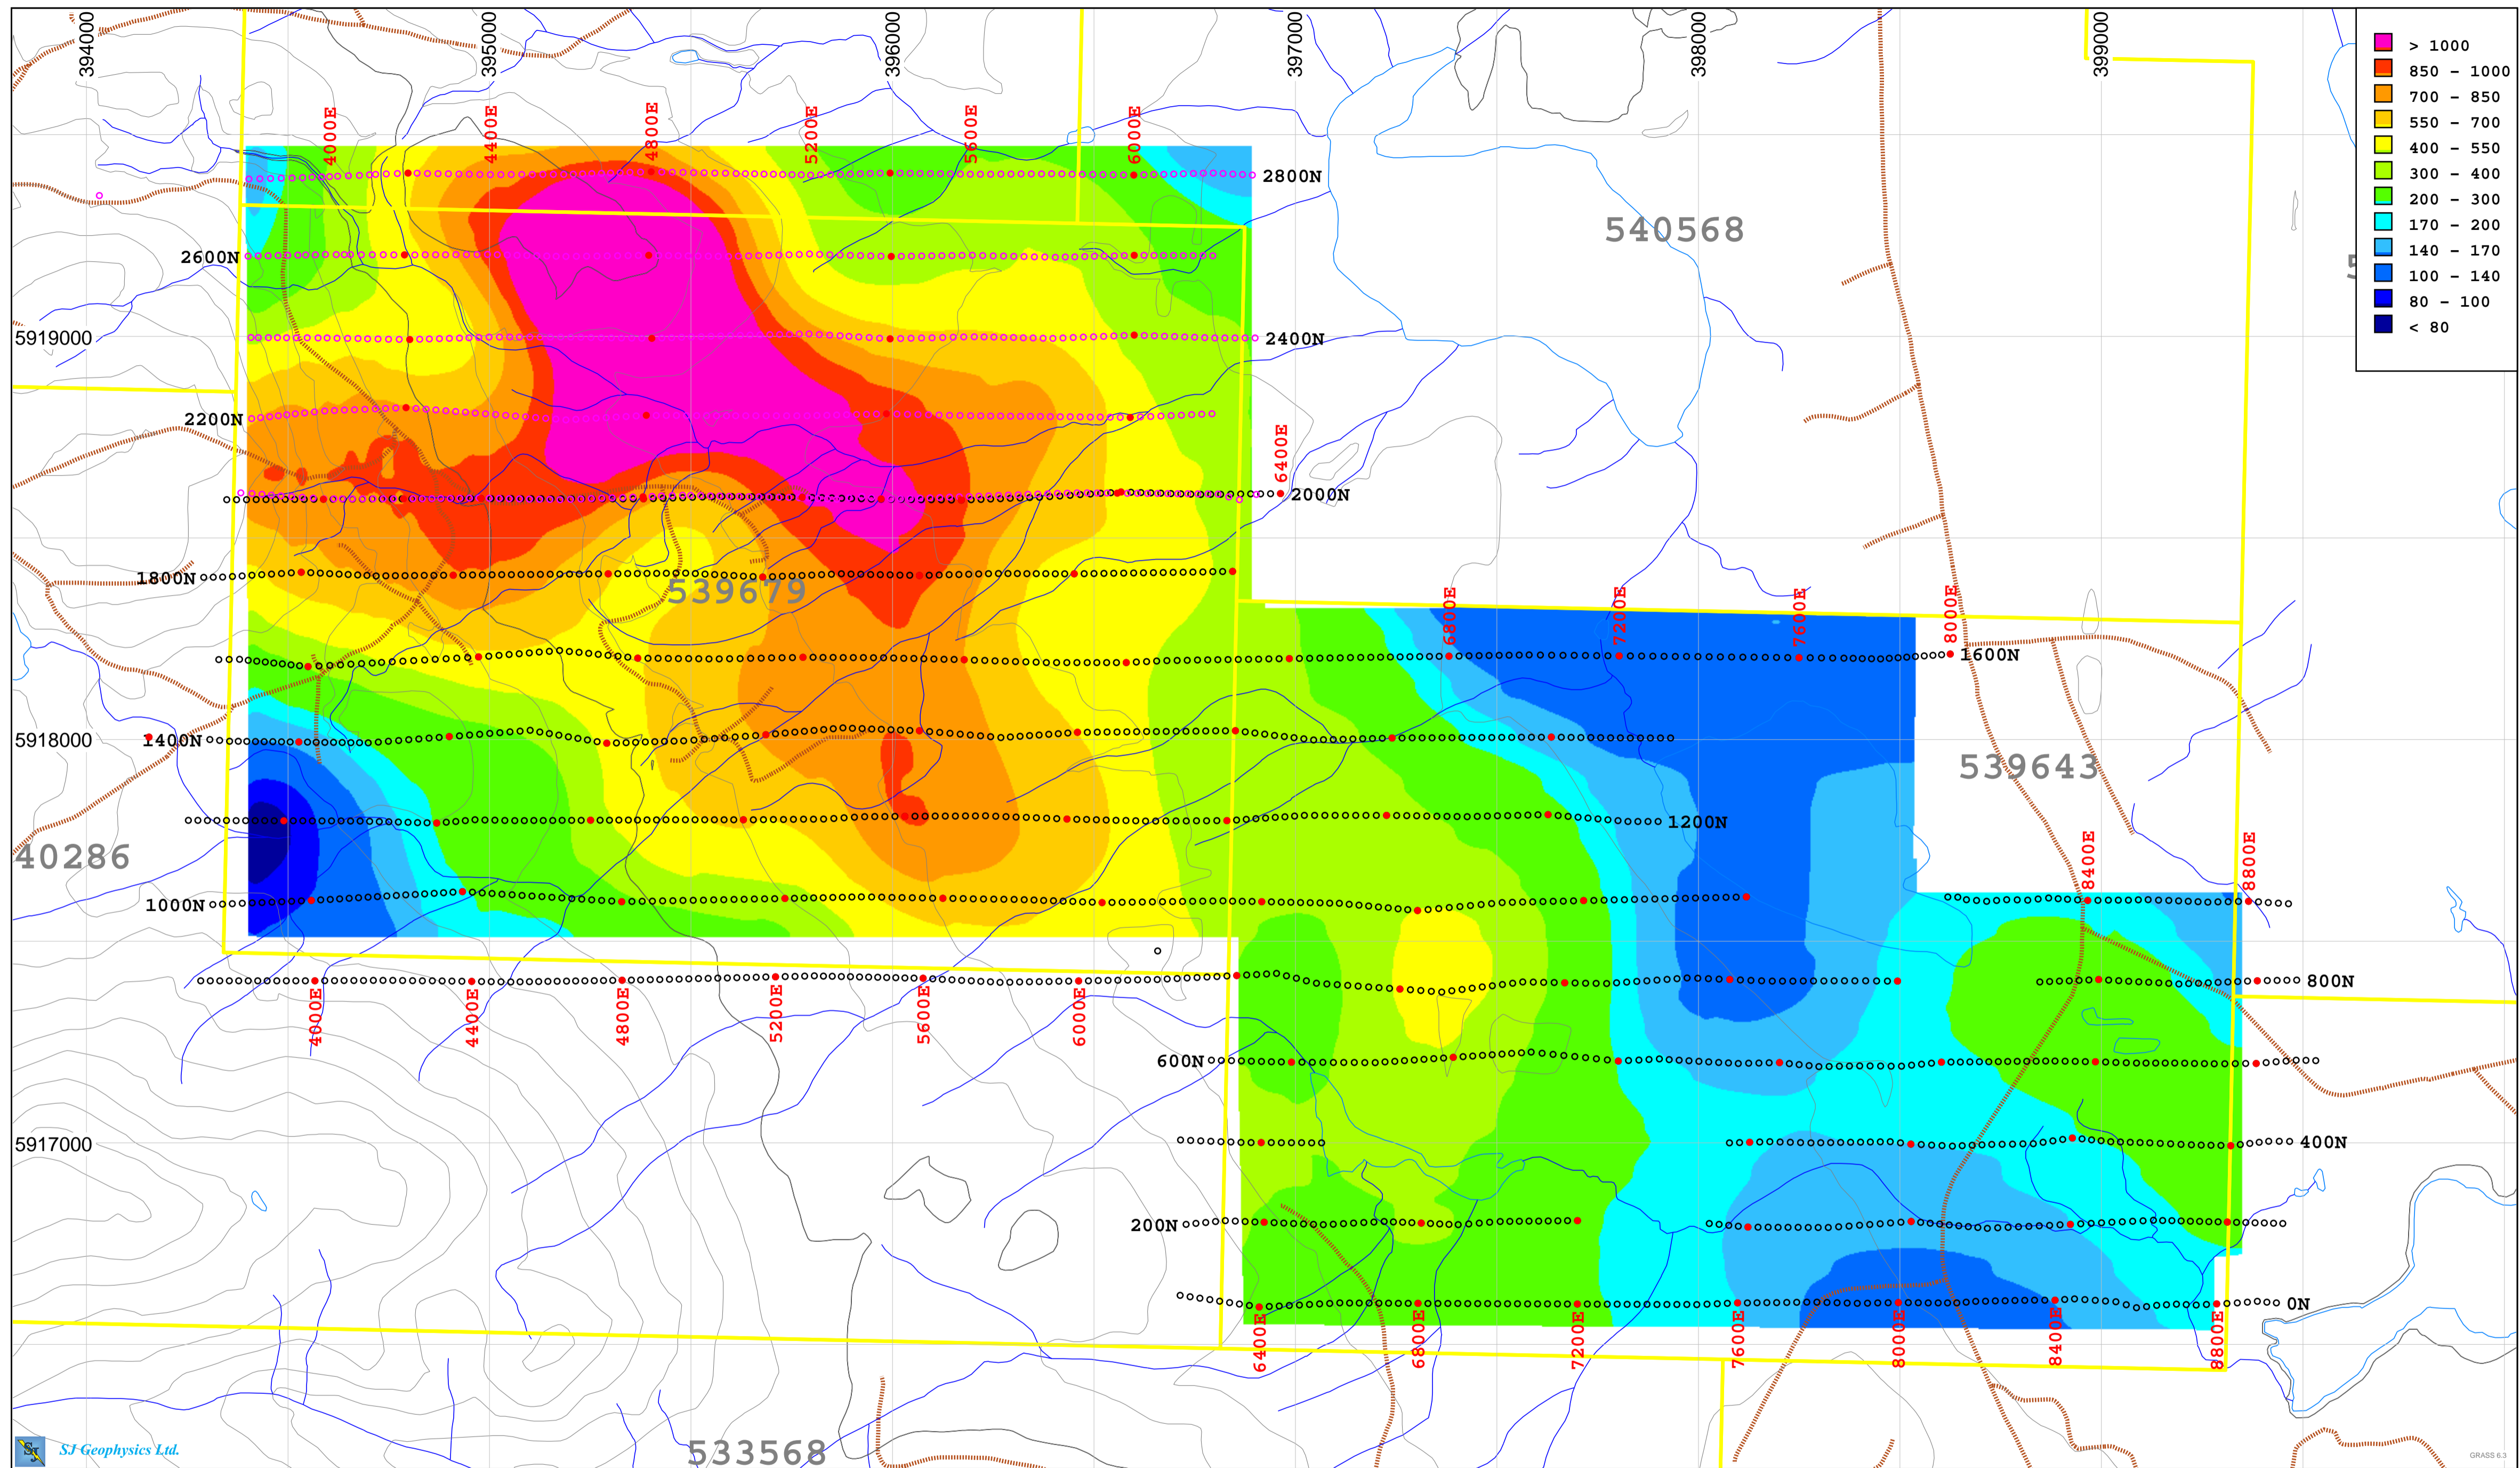 394000
395000
396000
397000
398000
399000
> 1000
850 - 1000
700 - 850
550 - 700
400 - 550
300 - 400
200 - 300
170 - 200
140 - 170
100 - 140
80 - 100
< 80
4000E
4400E
4800E
5200E
5600E
6000E
2800N
540568
2600N
5919000
2400N
2200N
6400E
2000N
1800N
539679
6800E
7200E
7600E
8000E
1600N
5918000
1400N
539643
1200N
40286
8400E
8800E
1000N
800N
4000E
4400E
4800E
5200E
5600E
6000E
600N
5917000
400N
200N
0N
6400E
6800E
7200E
7600E
8000E
8400E
8800E
SJ
SJ Geophysics Ltd.
533568
GRASS 6.3